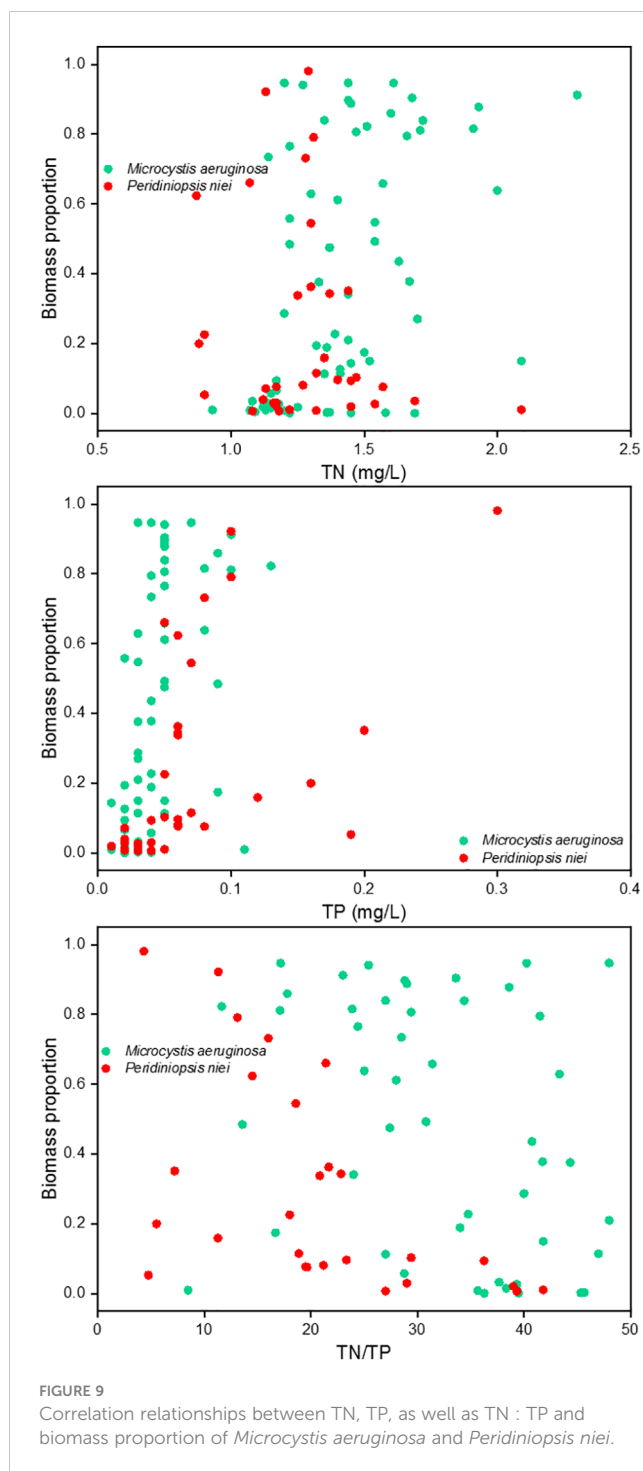 1.0
0.8
0.6
0.4
0.2
0.0
Biomass proportion
Microcystis aeruginosa
Peridiniopsis niei
0.5 1.0 1.5 2.0 2.5
TN (mg/L)
1.0
0.8
0.6
0.4
0.2
0.0
Biomass proportion
Microcystis aeruginosa
Peridiniopsis niei
0.0 0.1 0.2 0.3 0.4
TP (mg/L)
1.0
0.8
0.6
0.4
0.2
0.0
Biomass proportion
Microcystis aeruginosa
Peridiniopsis niei
0 10 20 30 40 50
TN/TP
FIGURE 9
Correlation relationships between TN, TP, as well as TN : TP and
biomass proportion of Microcystis aeruginosa and Peridiniopsis niei.